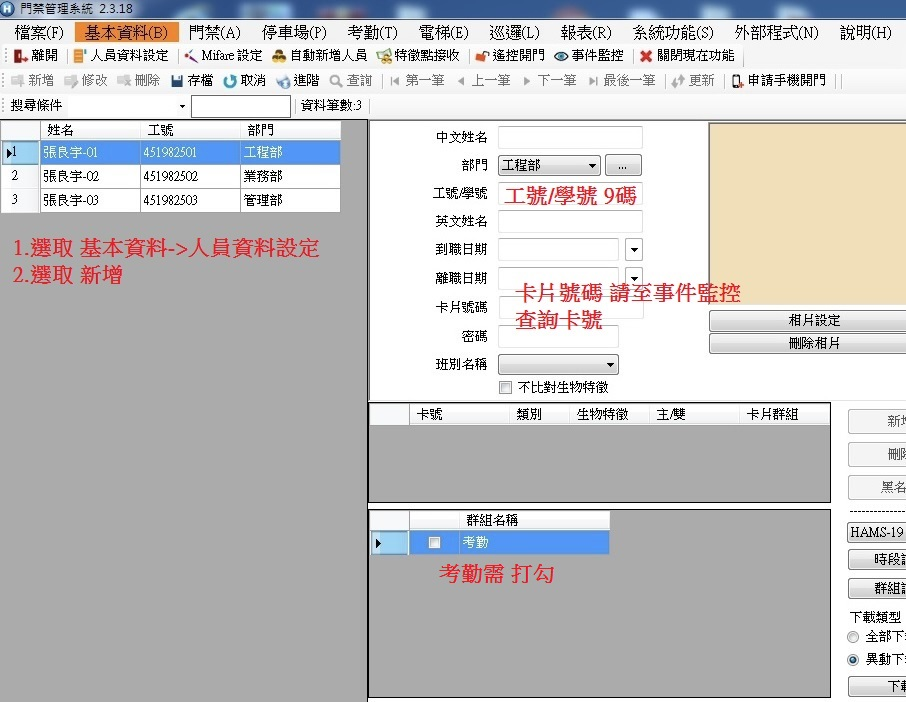 門禁管理系統 2.3.18
檔案(F) 基本資料(B) 門禁(A) 停車場(P) 考勤(T) 電梯(E) 巡邏(L) 報表(R) 系統功能(S) 外部程式(N) 說明(H)
離開 人員資料設定 Mifare 設定 自動新增人員 特徵點接收 遙控開門 事件監控 關閉現在功能
新增 修改 刪除 存檔 取消 進階 查詢 第一筆 上一筆 下一筆 最後一筆 更新 申請手機開門
搜尋條件 資料筆數:3
姓名 工號 部門
1 張良宇-01 451982501 工程部
2 張良宇-02 451982502 業務部
3 張良宇-03 451982503 管理部
1.選取 基本資料->人員資料設定
2.選取 新增
中文姓名
部門 工程部 ...
工號/學號 工號/學號 9碼
英文姓名
到職日期
離職日期
卡片號碼 卡片號碼 請至事件監控
查詢卡號
密碼
班別名稱
不比對生物特徵
相片設定
刪除相片
卡號 類別 生物特徵 主/雙 卡片群組
群組名稱
考勤
考勤需 打勾
新
刪
黑名
HAMS-19
時段
群組
下載類型
全部下
異動下
下